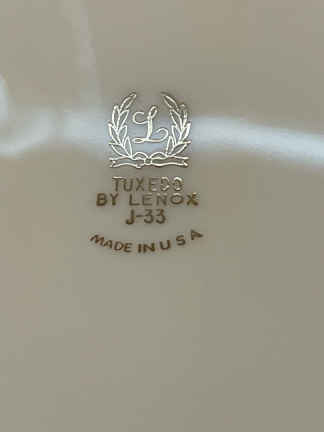 L
TUXEDO
BY LENOX
J-33
MADE IN USA